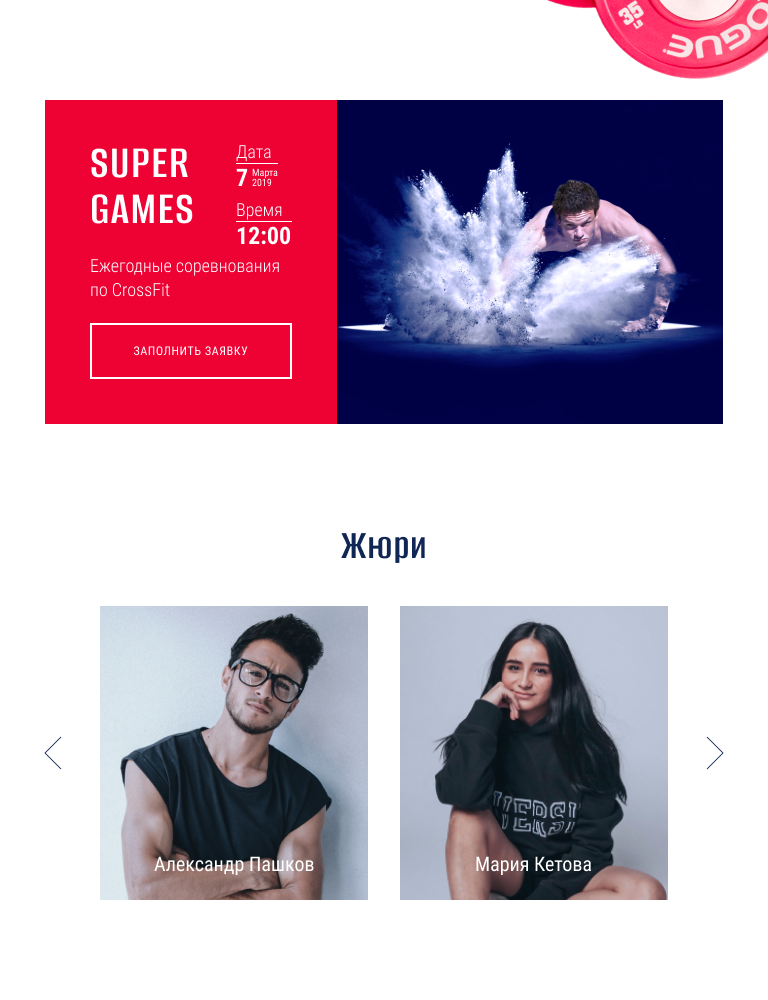 35
OGUE
SUPER
GAMES
Дата
7 Марта
2019
Время
12:00
Ежегодные соревнования
по CrossFit
ЗАПОЛНИТЬ ЗАЯВКУ
Жюри
VERSI
Александр Пашков
Мария Кетова